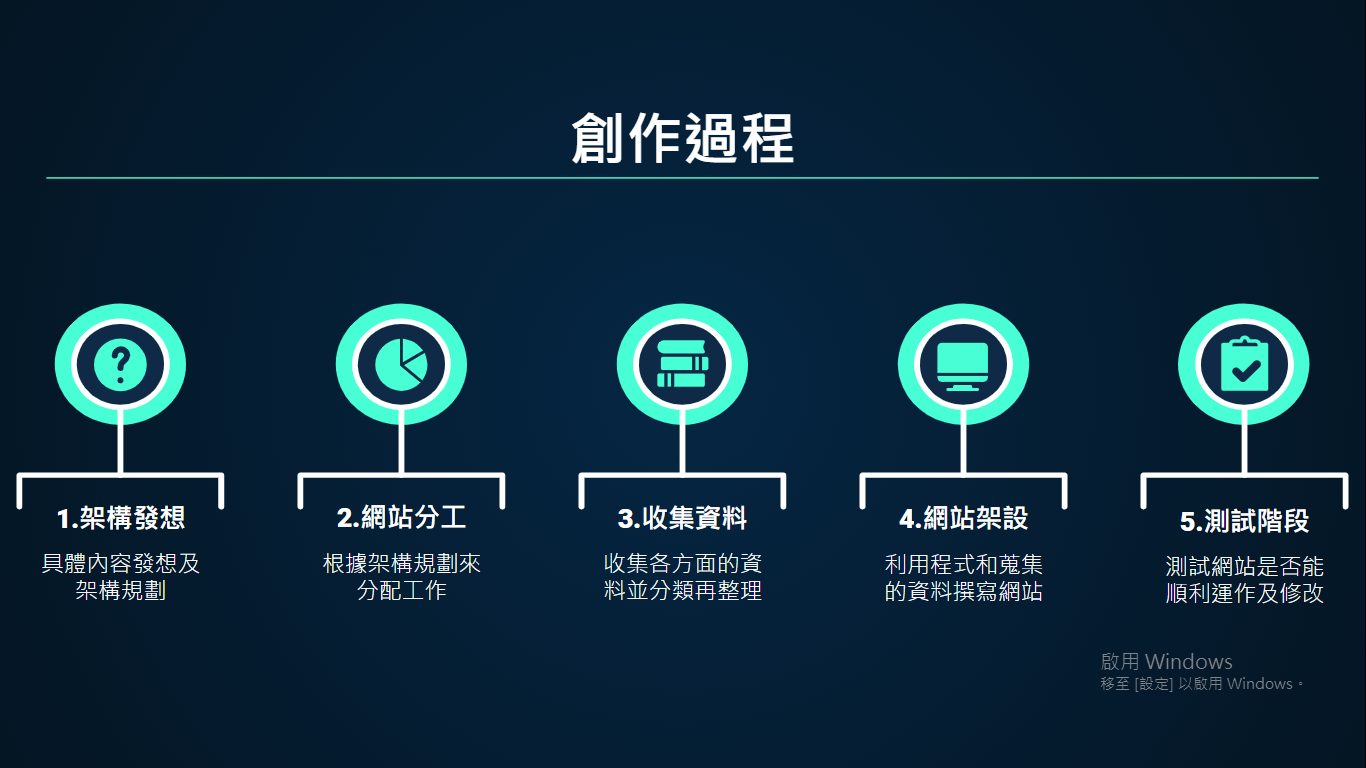 創作過程
1.架構發想
具體內容發想及
架構規劃
2.網站分工
根據架構規劃來
分配工作
3.收集資料
收集各方面的資
料並分類再整理
4.網站架設
利用程式和蒐集
的資料撰寫網站
5.測試階段
測試網站是否能
順利運作及修改
啟用 Windows
移至 [設定] 以啟用 Windows。